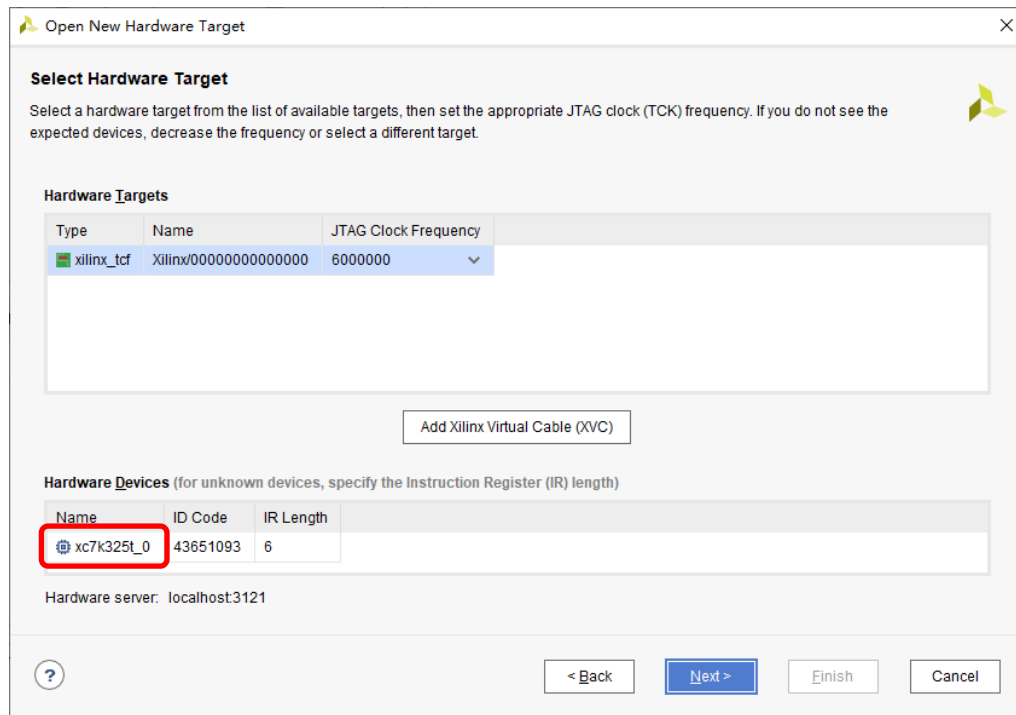 Open New Hardware Target
Select Hardware Target
Select a hardware target from the list of available targets, then set the appropriate JTAG clock (TCK) frequency. If you do not see the
expected devices, decrease the frequency or select a different target.
Hardware Targets
Type Name JTAG Clock Frequency
xilinx_tcf Xilinx/00000000000000 6000000
Add Xilinx Virtual Cable (XVC)
Hardware Devices (for unknown devices, specify the Instruction Register (IR) length)
Name ID Code IR Length
xc7k325t_0 43651093 6
Hardware server: localhost:3121
? < Back Next > Finish Cancel